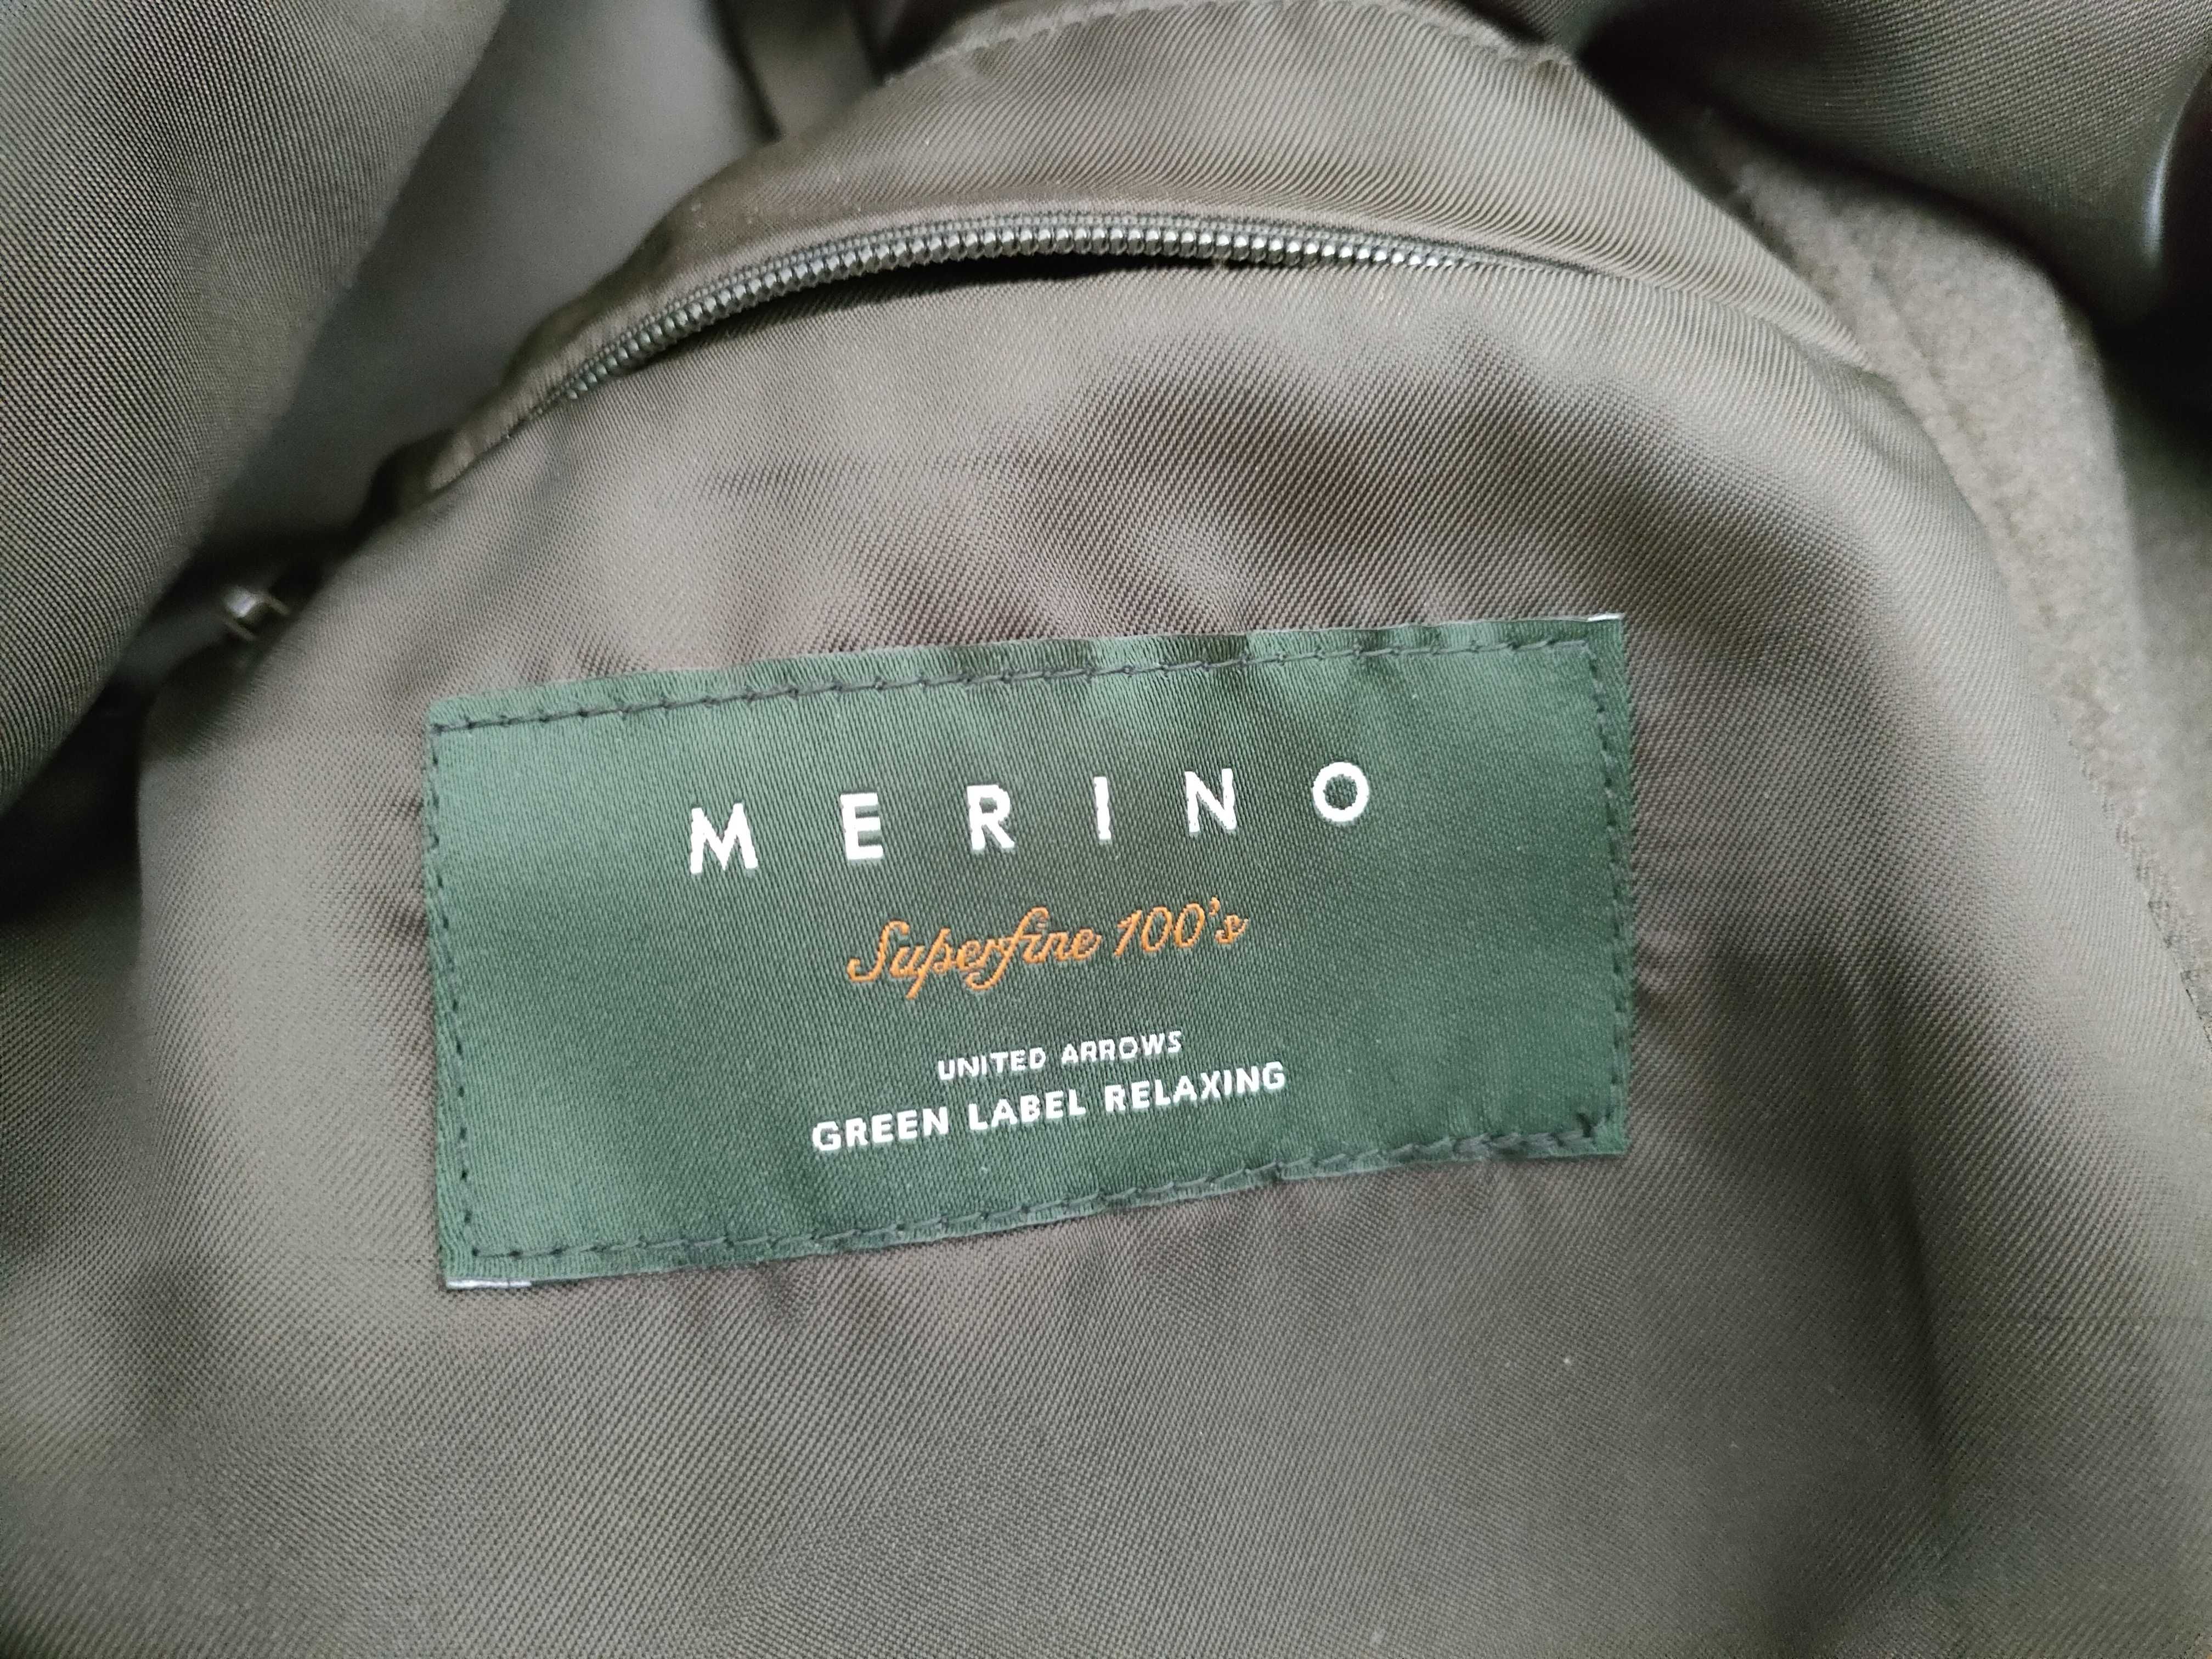 MERINO
Superfine 100's
UNITED ARROWS
GREEN LABEL RELAXING